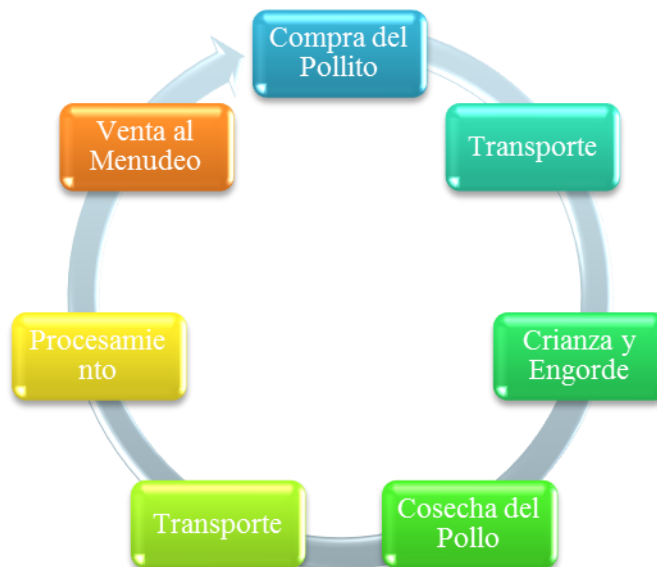 Compra del
Pollito
Transporte
Crianza y
Engorde
Cosecha del
Pollo
Transporte
Procesamie
nto
Venta al
Menudeo